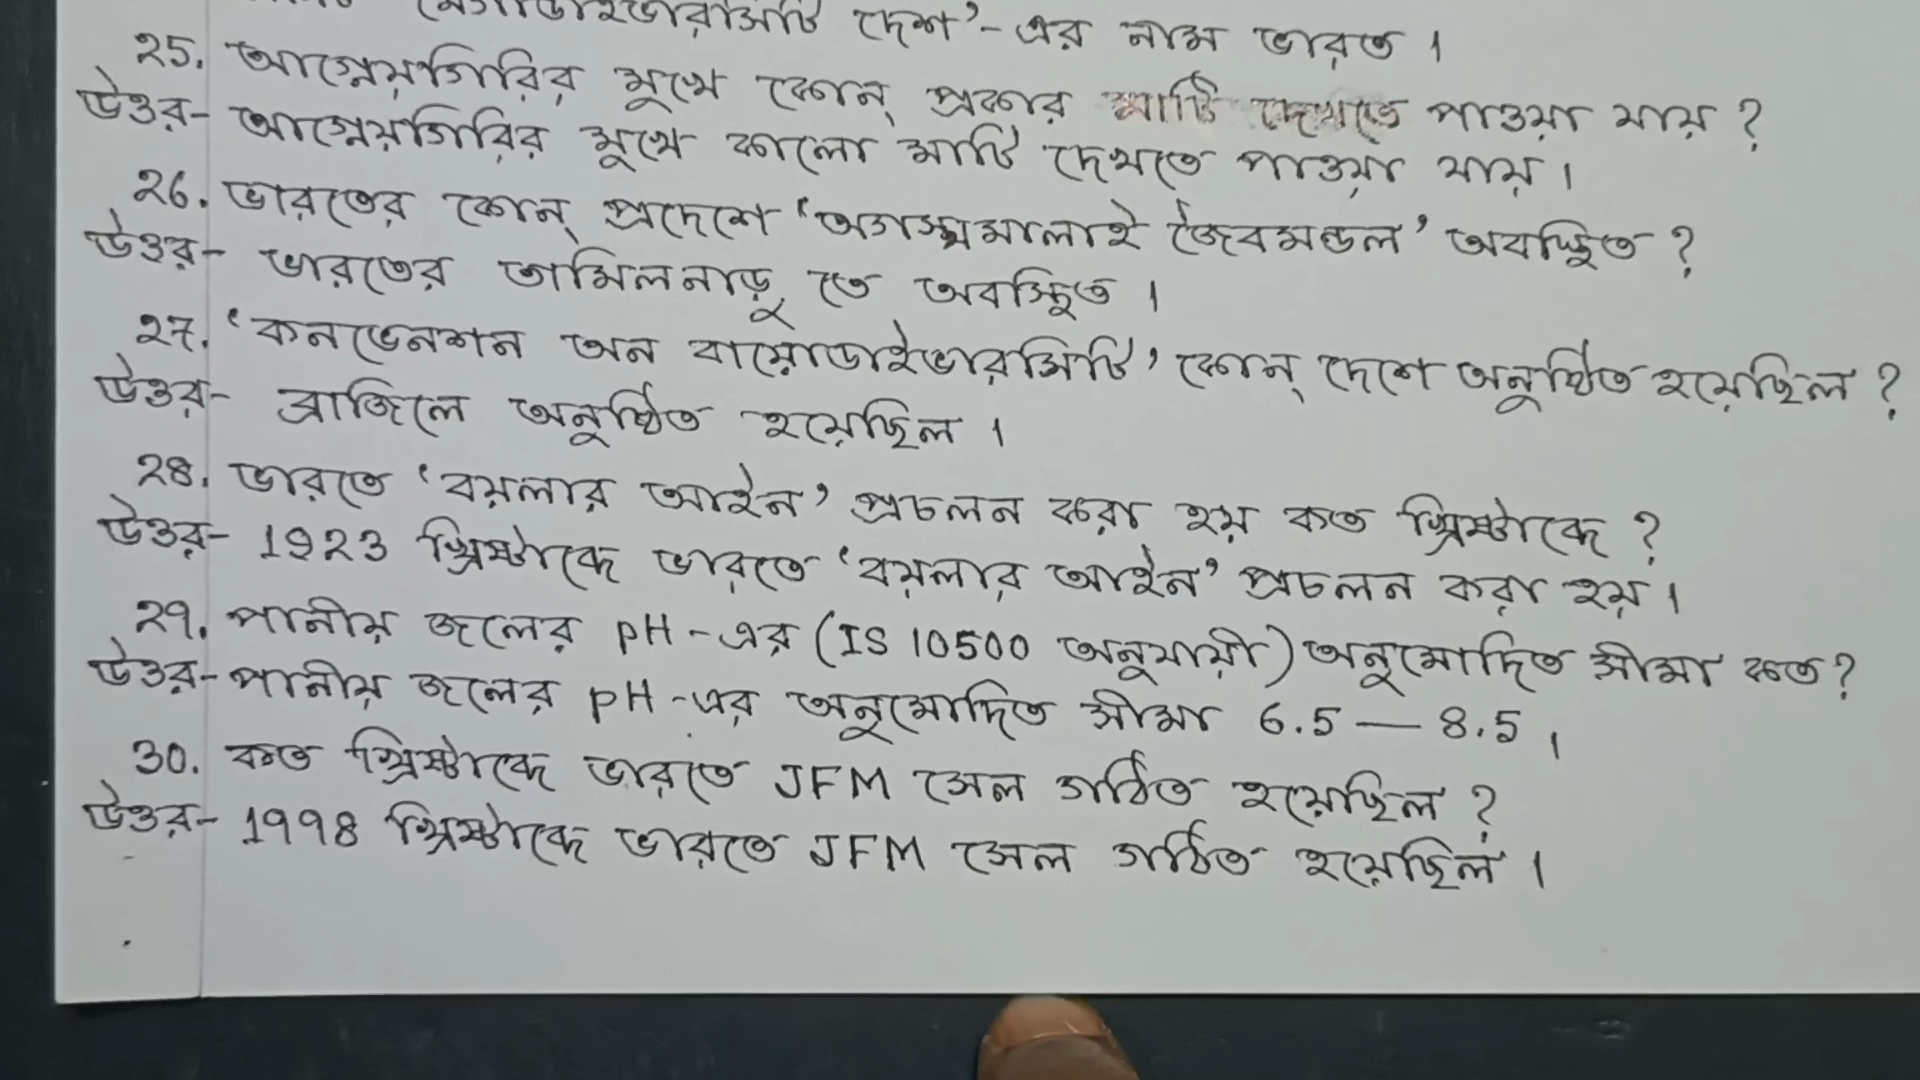 মেগাডাইভারসিটি দেশ’-এর নাম ভারত।
25. আগ্নেয়গিরির মুখে কোন্ প্রকার মাটি দেখতে পাওয়া যায়?
উত্তর- আগ্নেয়গিরির মুখে কালো মাটি দেখতে পাওয়া যায়।
26. ভারতের কোন্ প্রদেশে ‘অগস্ত্যমালাই জৈবমন্ডল’ অবস্থিত?
উত্তর- ভারতের তামিলনাড়ু তে অবস্থিত।
27. ‘কনভেনশন অন বায়োডাইভারসিটি’ কোন্ দেশে অনুষ্ঠিত হয়েছিল?
উত্তর- ব্রাজিলে অনুষ্ঠিত হয়েছিল।
28. ভারতে ‘বয়লার আইন’ প্রচলন করা হয় কত খ্রিস্টাব্দে?
উত্তর- 1923 খ্রিস্টাব্দে ভারতে ‘বয়লার আইন’ প্রচলন করা হয়।
29. পানীয় জলের pH-এর (IS 10500 অনুযায়ী) অনুমোদিত সীমা কত?
উত্তর- পানীয় জলের pH-এর অনুমোদিত সীমা 6.5 — 8.5।
30. কত খ্রিস্টাব্দে ভারতে JFM সেল গঠিত হয়েছিল?
উত্তর- 1998 খ্রিস্টাব্দে ভারতে JFM সেল গঠিত হয়েছিল।